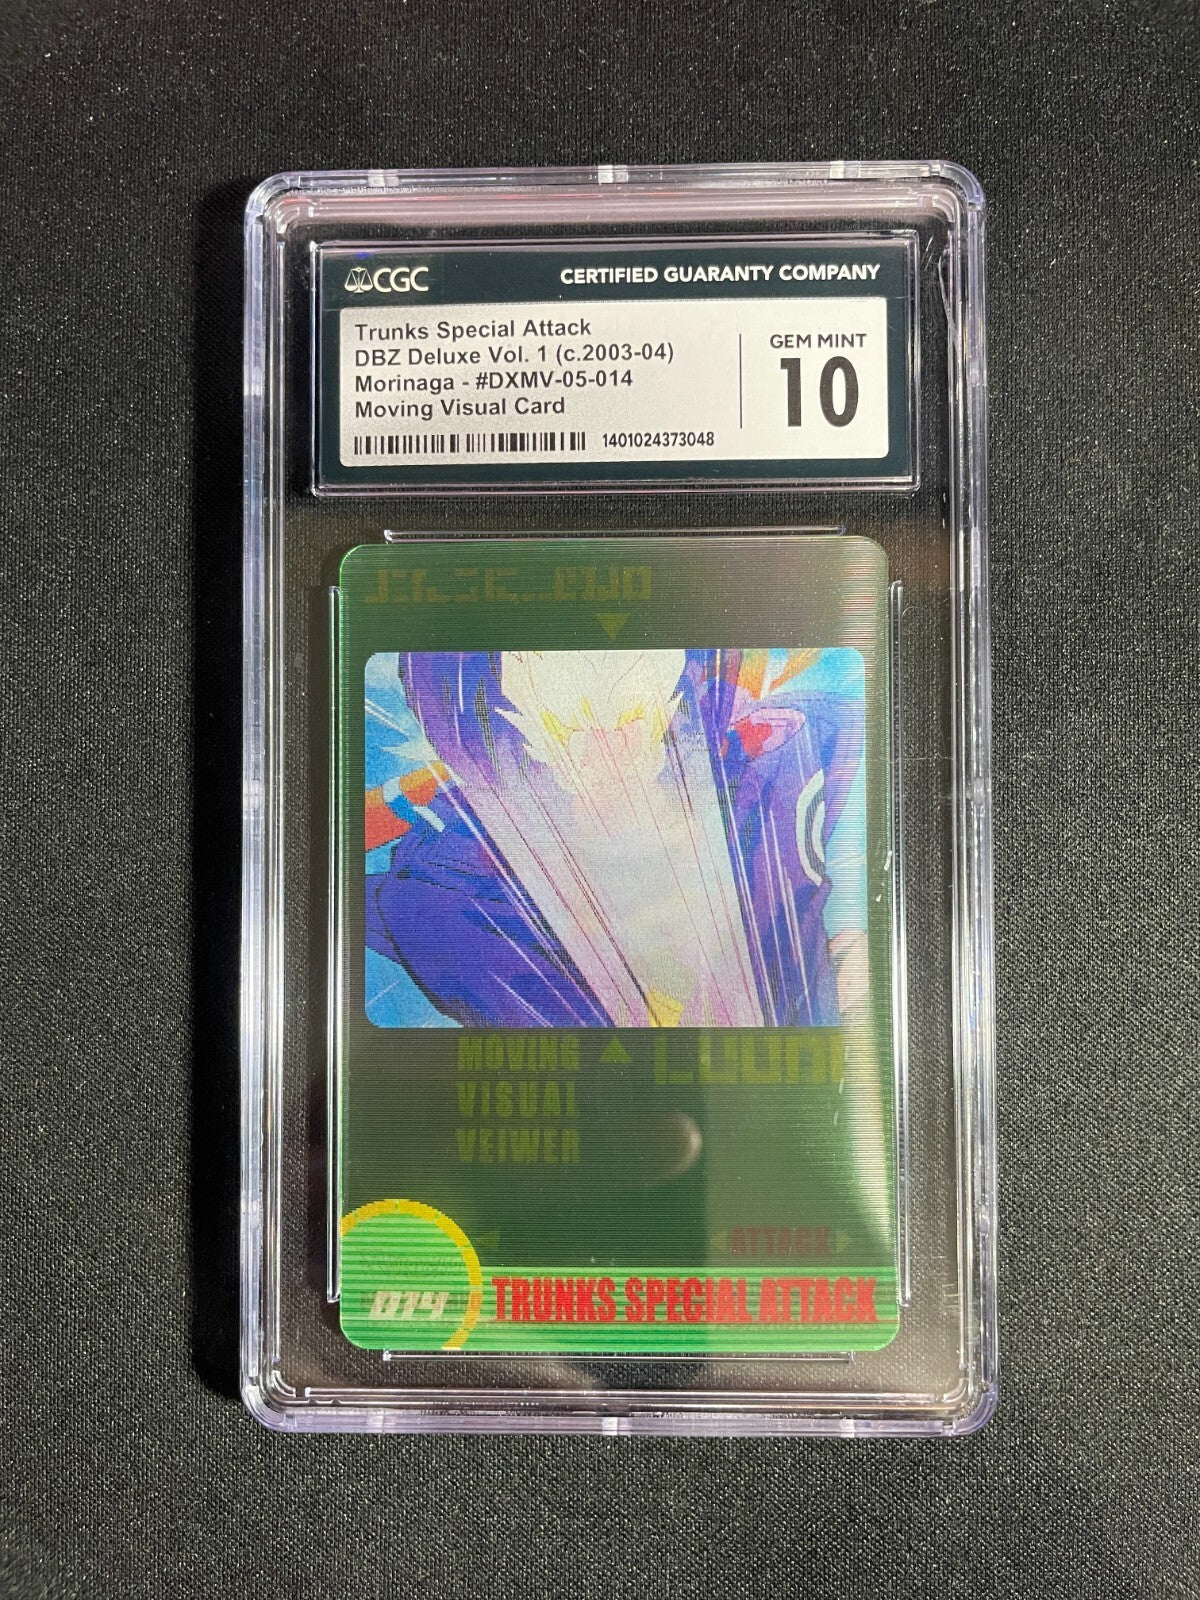 CGC
CERTIFIED GUARANTY COMPANY
Trunks Special Attack
DBZ Deluxe Vol. 1 (c.2003-04)
Morinaga - #DXMV-05-014
Moving Visual Card
1401024373048
GEM MINT
10
MOVING
VISUAL
VEIWER
ATTACK
014
TRUNKS SPECIAL ATTACK